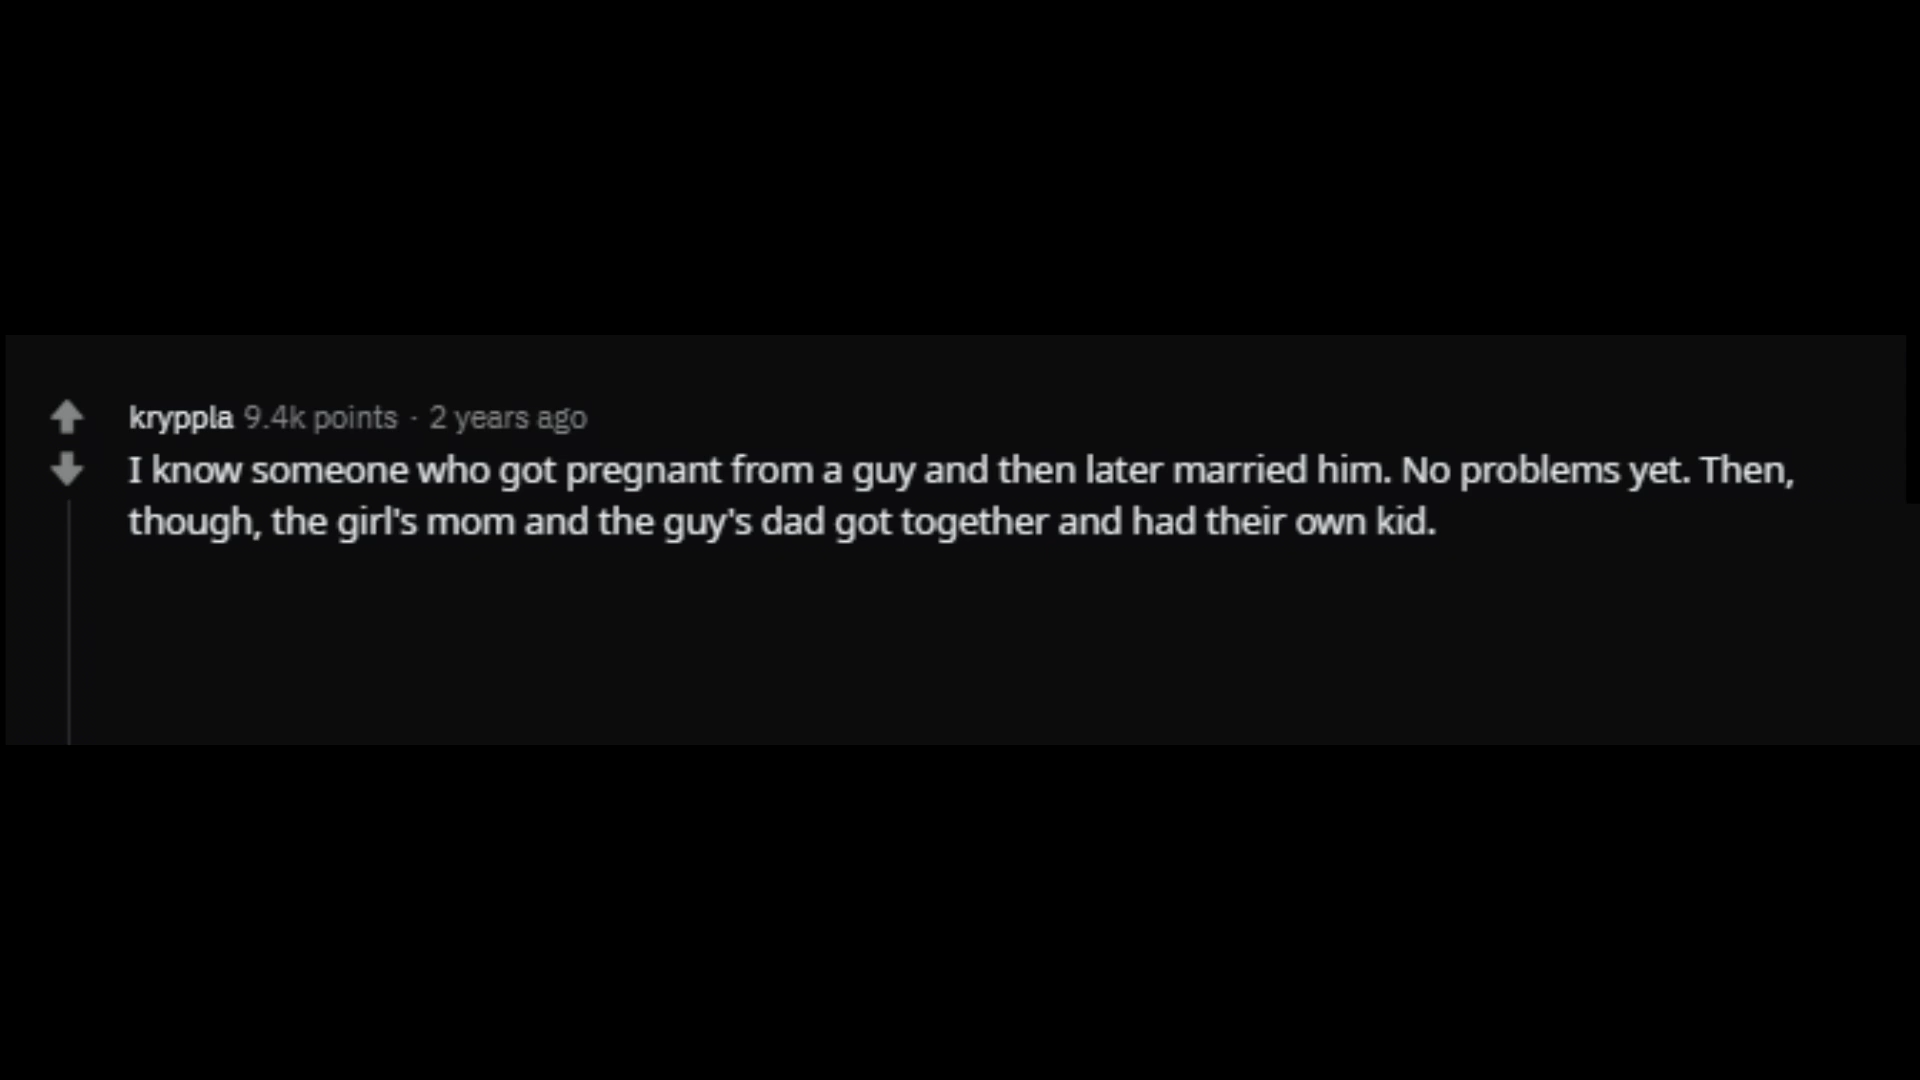 kryppla 9.4k points · 2 years ago
I know someone who got pregnant from a guy and then later married him. No problems yet. Then,
though, the girl's mom and the guy's dad got together and had their own kid.